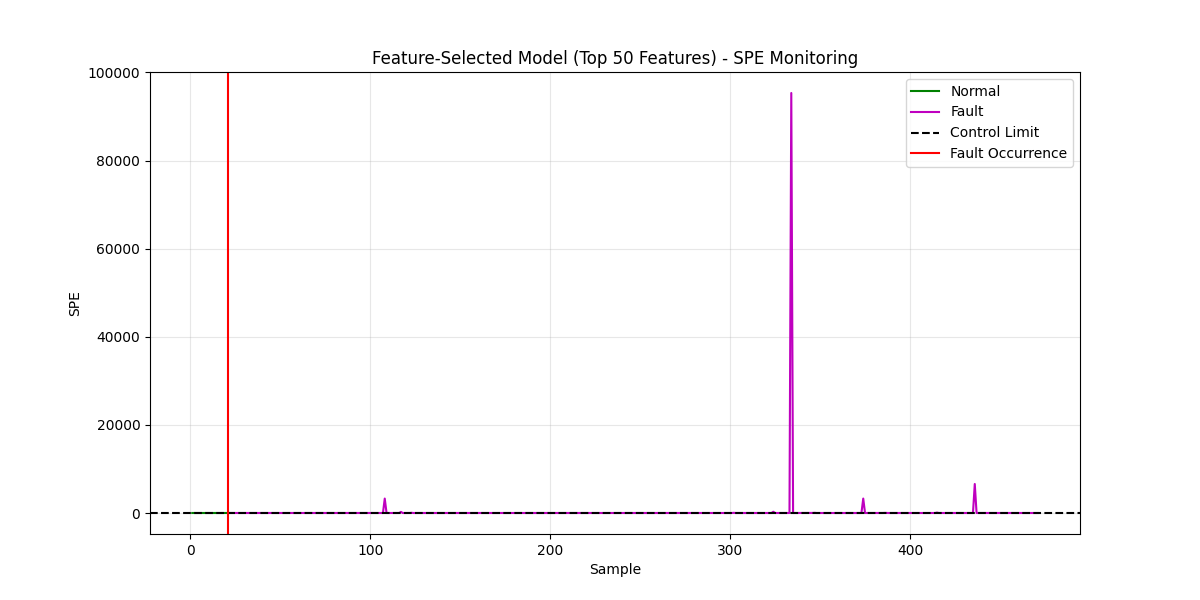 Feature-Selected Model (Top 50 Features) - SPE Monitoring
100000
80000
60000
40000
20000
0
SPE
Normal
Fault
Control Limit
Fault Occurrence
0
100
200
300
400
Sample